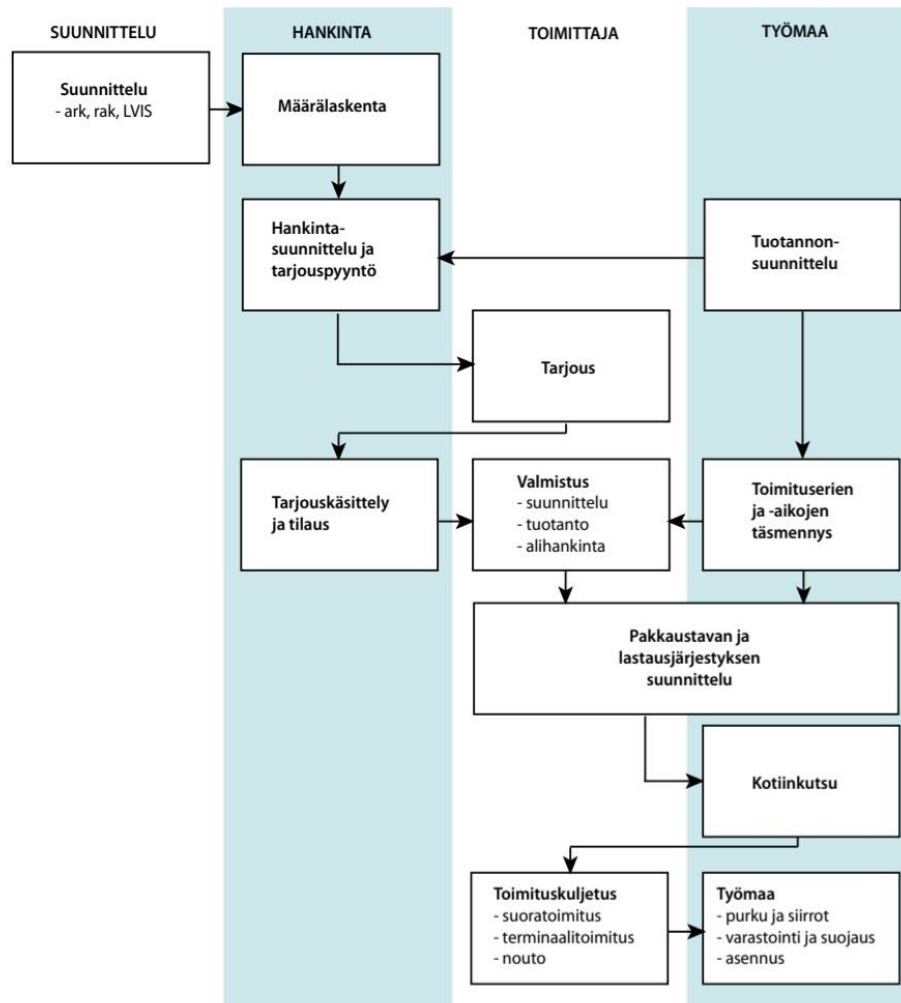 SUUNNITTELU
HANKINTA
TOIMITTAJA
TYÖMAA
Suunnittelu
- ark, rak, LVIS
Määrälaskenta
Hankinta-
suunnittelu ja
tarjouspyyntö
Tuotannon-
suunnittelu
Tarjous
Tarjouskäsittely
ja tilaus
Valmistus
- suunnittelu
- tuotanto
- alihankinta
Toimituserien
ja -aikojen
täsmennys
Pakkaustavan ja
lastausjärjestyksen
suunnittelu
Kotiinkutsu
Toimituskuljetus
- suoratoimitus
- terminaalitoimitus
- nouto
Työmaa
- purku ja siirrot
- varastointi ja suojaus
- asennus